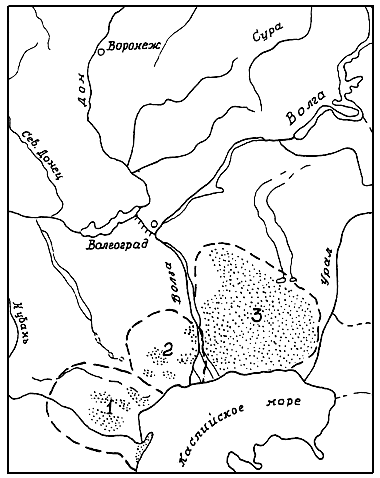 Воронеж
Сура
Дон
Волга
Сев. Донец
Волгоград
Волга
Урал
Кубань
3
2
1
Каспийское море